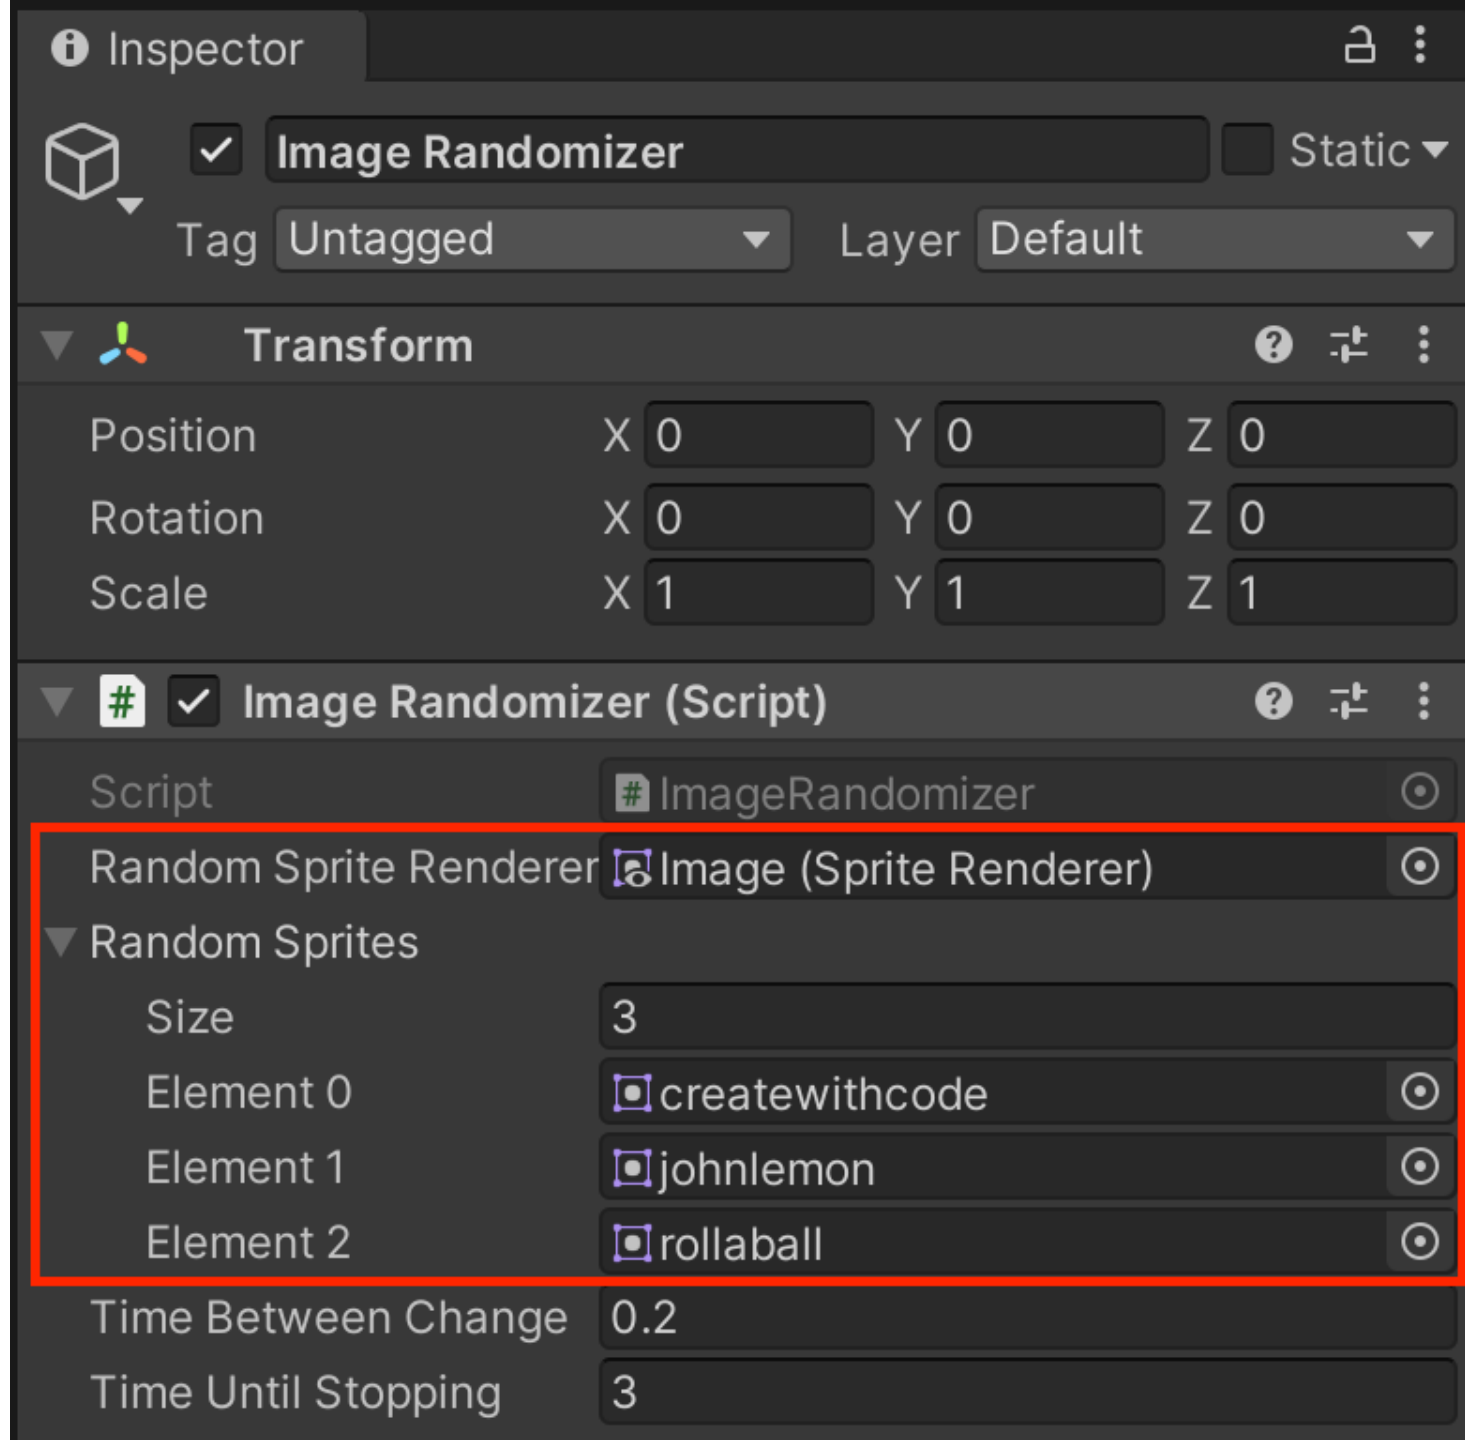 Inspector
Image Randomizer Static
Tag Untagged Layer Default
Transform
Position X 0 Y 0 Z 0
Rotation X 0 Y 0 Z 0
Scale X 1 Y 1 Z 1
# Image Randomizer (Script)
Script # ImageRandomizer
Random Sprite Renderer Image (Sprite Renderer)
Random Sprites
Size 3
Element 0 createwithcode
Element 1 johnlemon
Element 2 rollaball
Time Between Change 0.2
Time Until Stopping 3